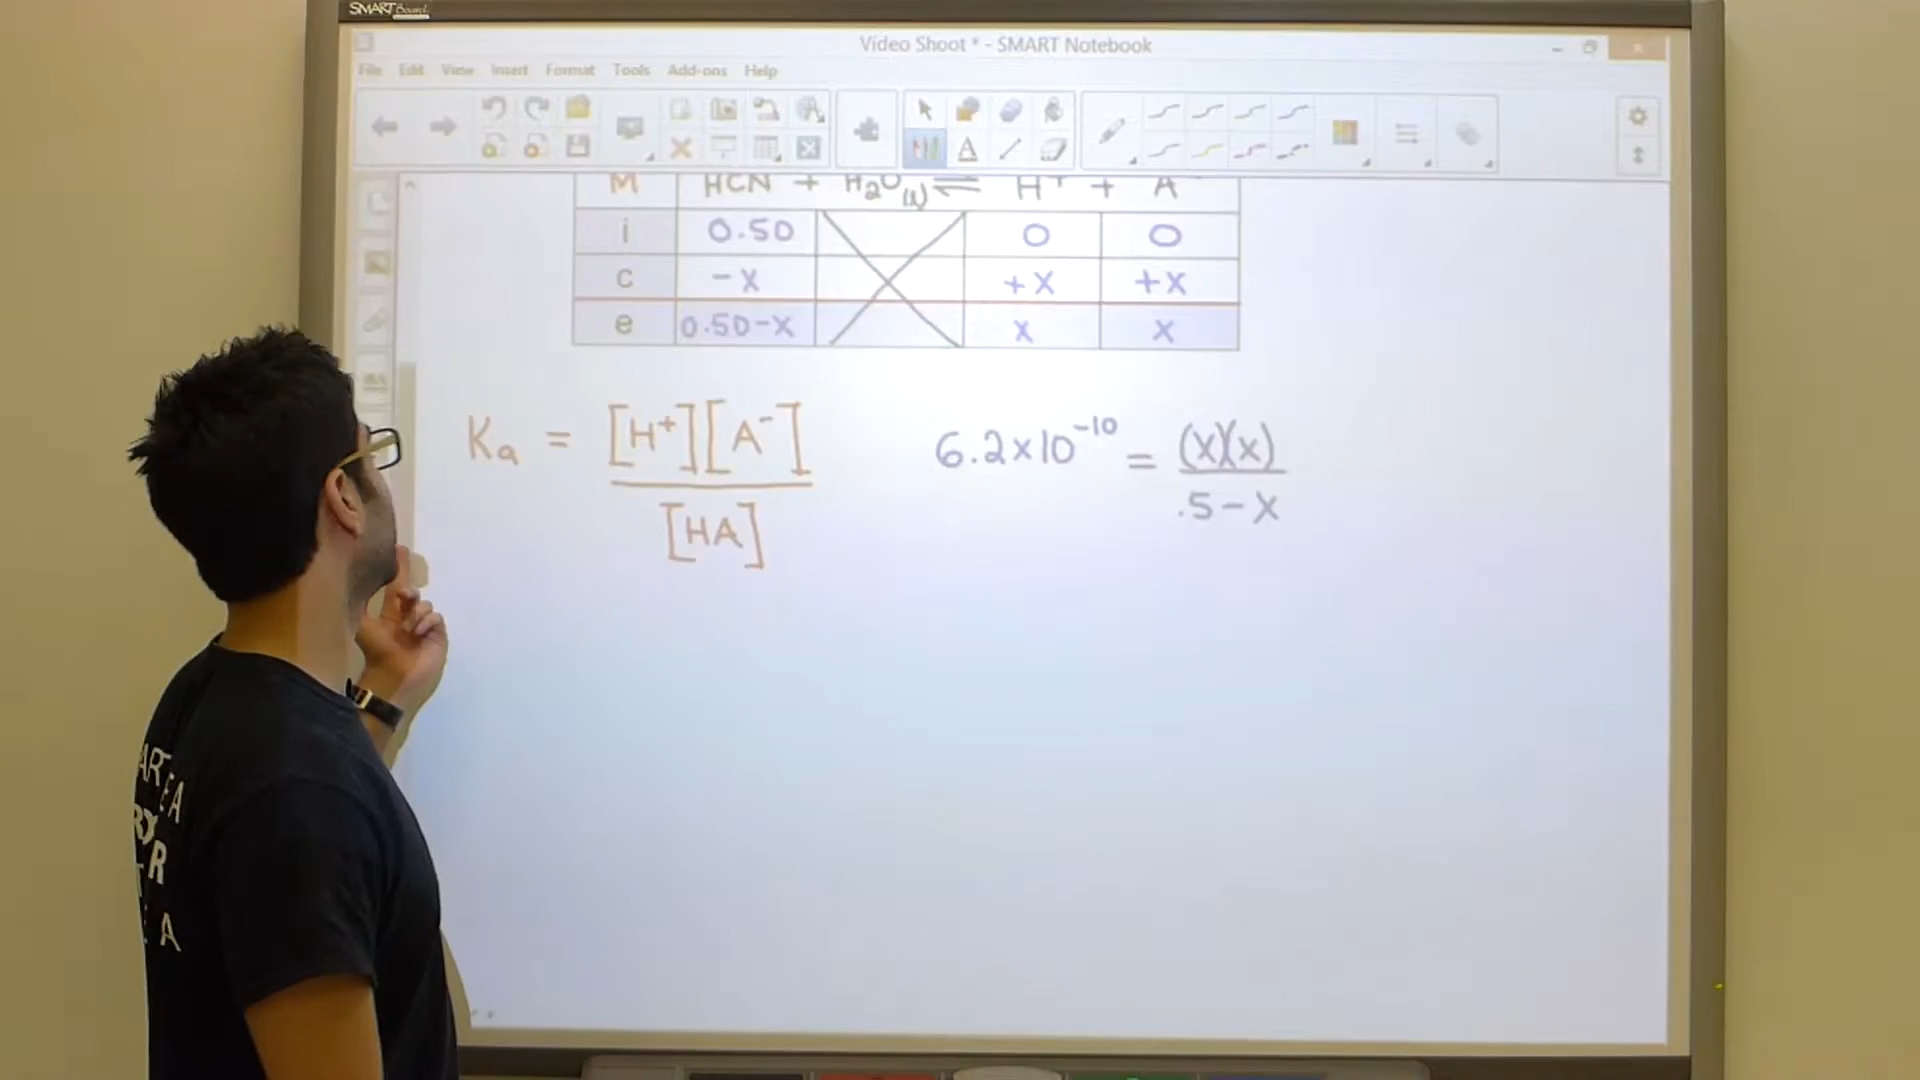 SMART Board
Video Shoot * - SMART Notebook
File Edit View Insert Format Tools Add-ons Help
M HCN + H₂O(l) ⇌ H⁺ + A
i 0.50 0 0
c -x +x +x
e 0.50-x x x
Ka = [H⁺][A⁻] / [HA]
6.2x10⁻¹⁰ = (x)(x) / .5-x